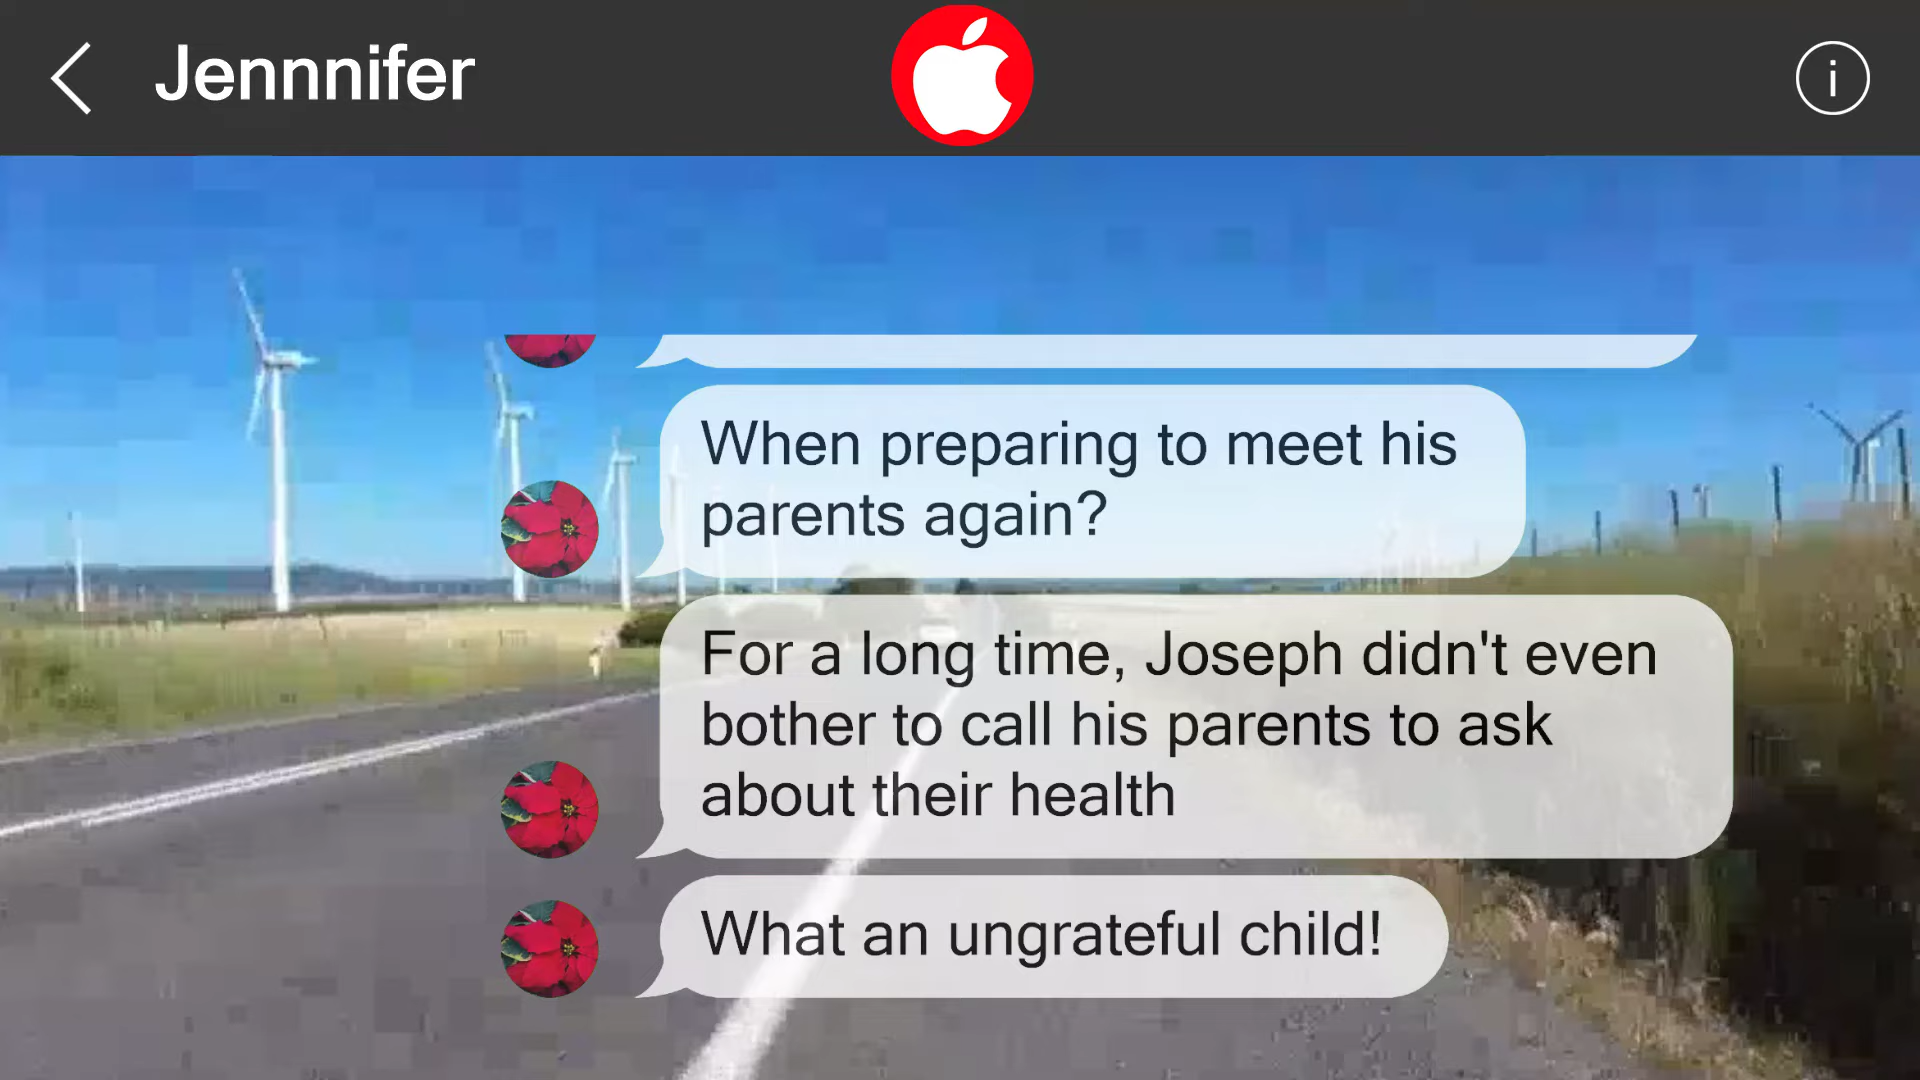 Jennnifer
i
When preparing to meet his
parents again?
For a long time, Joseph didn't even
bother to call his parents to ask
about their health
What an ungrateful child!